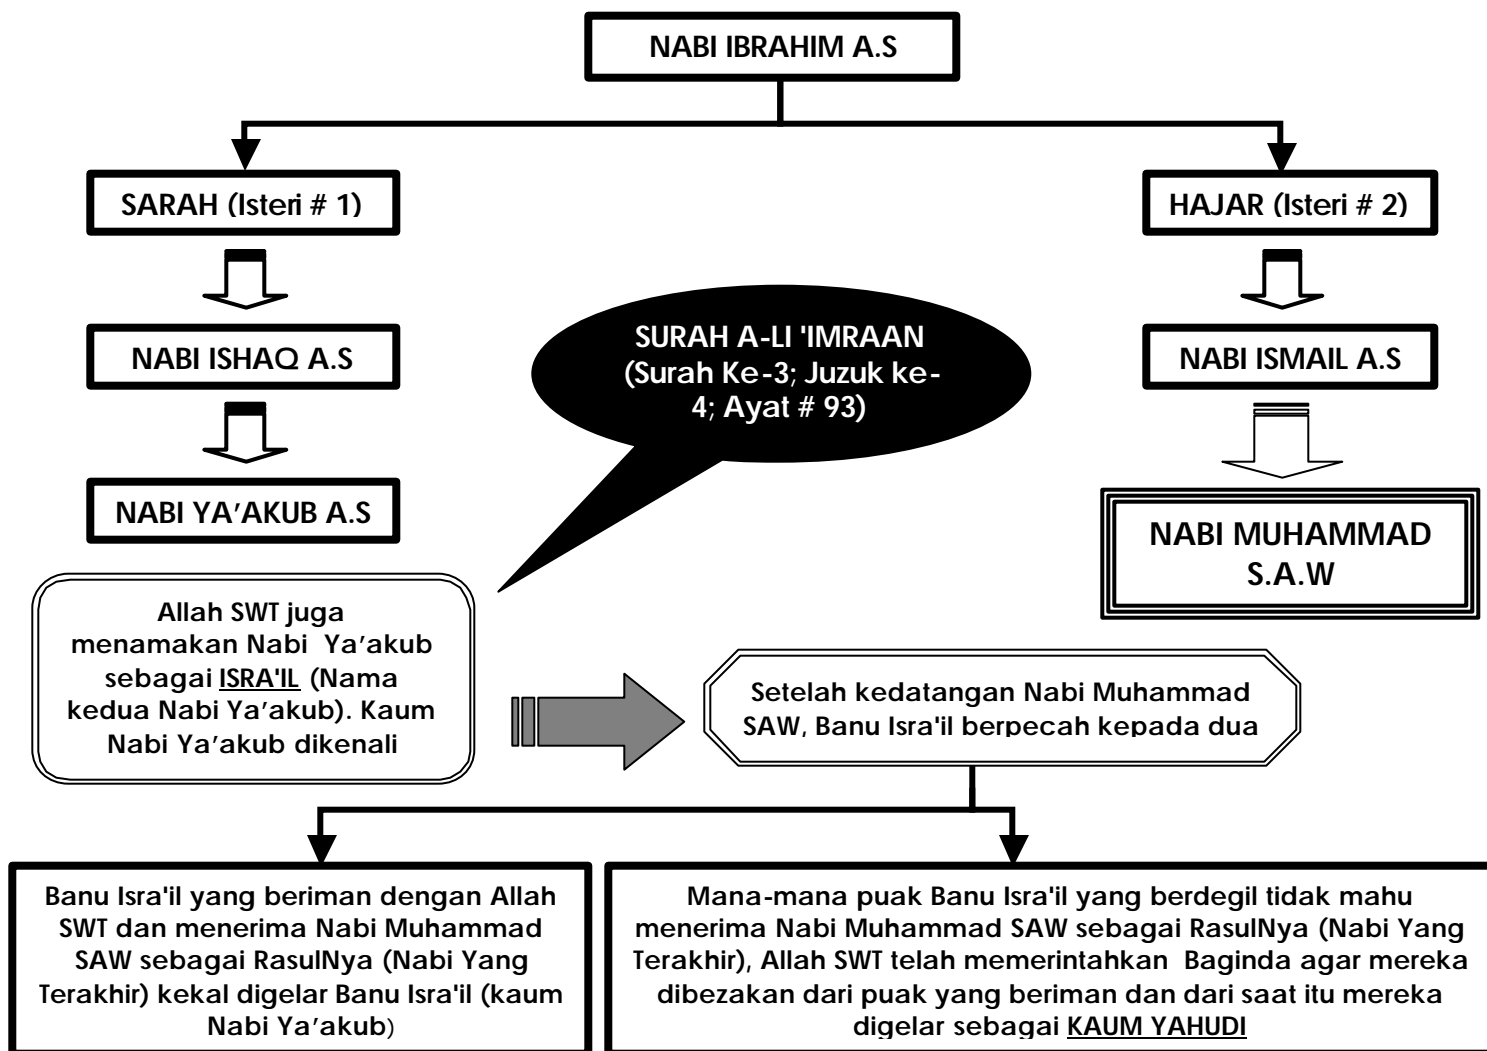 NABI IBRAHIM A.S
SARAH (Isteri # 1)
HAJAR (Isteri # 2)
NABI ISHAQ A.S
SURAH A-LI 'IMRAAN
(Surah Ke-3; Juzuk ke-
4; Ayat # 93)
NABI ISMAIL A.S
NABI YA’AKUB A.S
NABI MUHAMMAD
S.A.W
Allah SWT juga
menamakan Nabi Ya’akub
sebagai ISRA'IL (Nama
kedua Nabi Ya’akub). Kaum
Nabi Ya’akub dikenali
Setelah kedatangan Nabi Muhammad
SAW, Banu Isra'il berpecah kepada dua
Banu Isra'il yang beriman dengan Allah
SWT dan menerima Nabi Muhammad
SAW sebagai RasulNya (Nabi Yang
Terakhir) kekal digelar Banu Isra'il (kaum
Nabi Ya’akub)
Mana-mana puak Banu Isra'il yang berdegil tidak mahu
menerima Nabi Muhammad SAW sebagai RasulNya (Nabi Yang
Terakhir), Allah SWT telah memerintahkan Baginda agar mereka
dibezakan dari puak yang beriman dan dari saat itu mereka
digelar sebagai KAUM YAHUDI